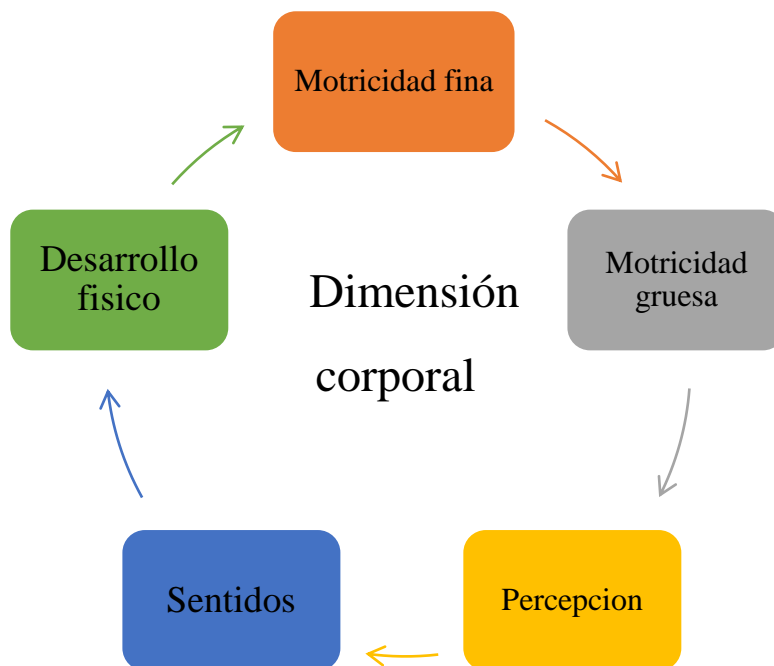 Motricidad fina
Desarrollo
fisico
Dimensión
corporal
Motricidad
gruesa
Sentidos
Percepcion